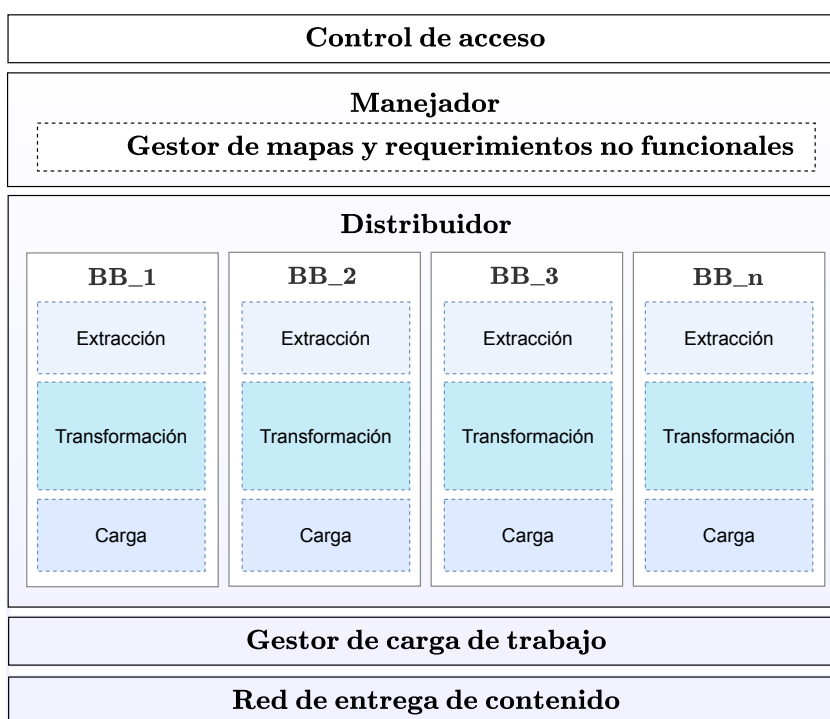 Control de acceso
Manejador
Gestor de mapas y requerimientos no funcionales
Distribuidor
BB_1 BB_2 BB_3 BB_n
Extracción Extracción Extracción Extracción
Transformación Transformación Transformación Transformación
Carga Carga Carga Carga
Gestor de carga de trabajo
Red de entrega de contenido